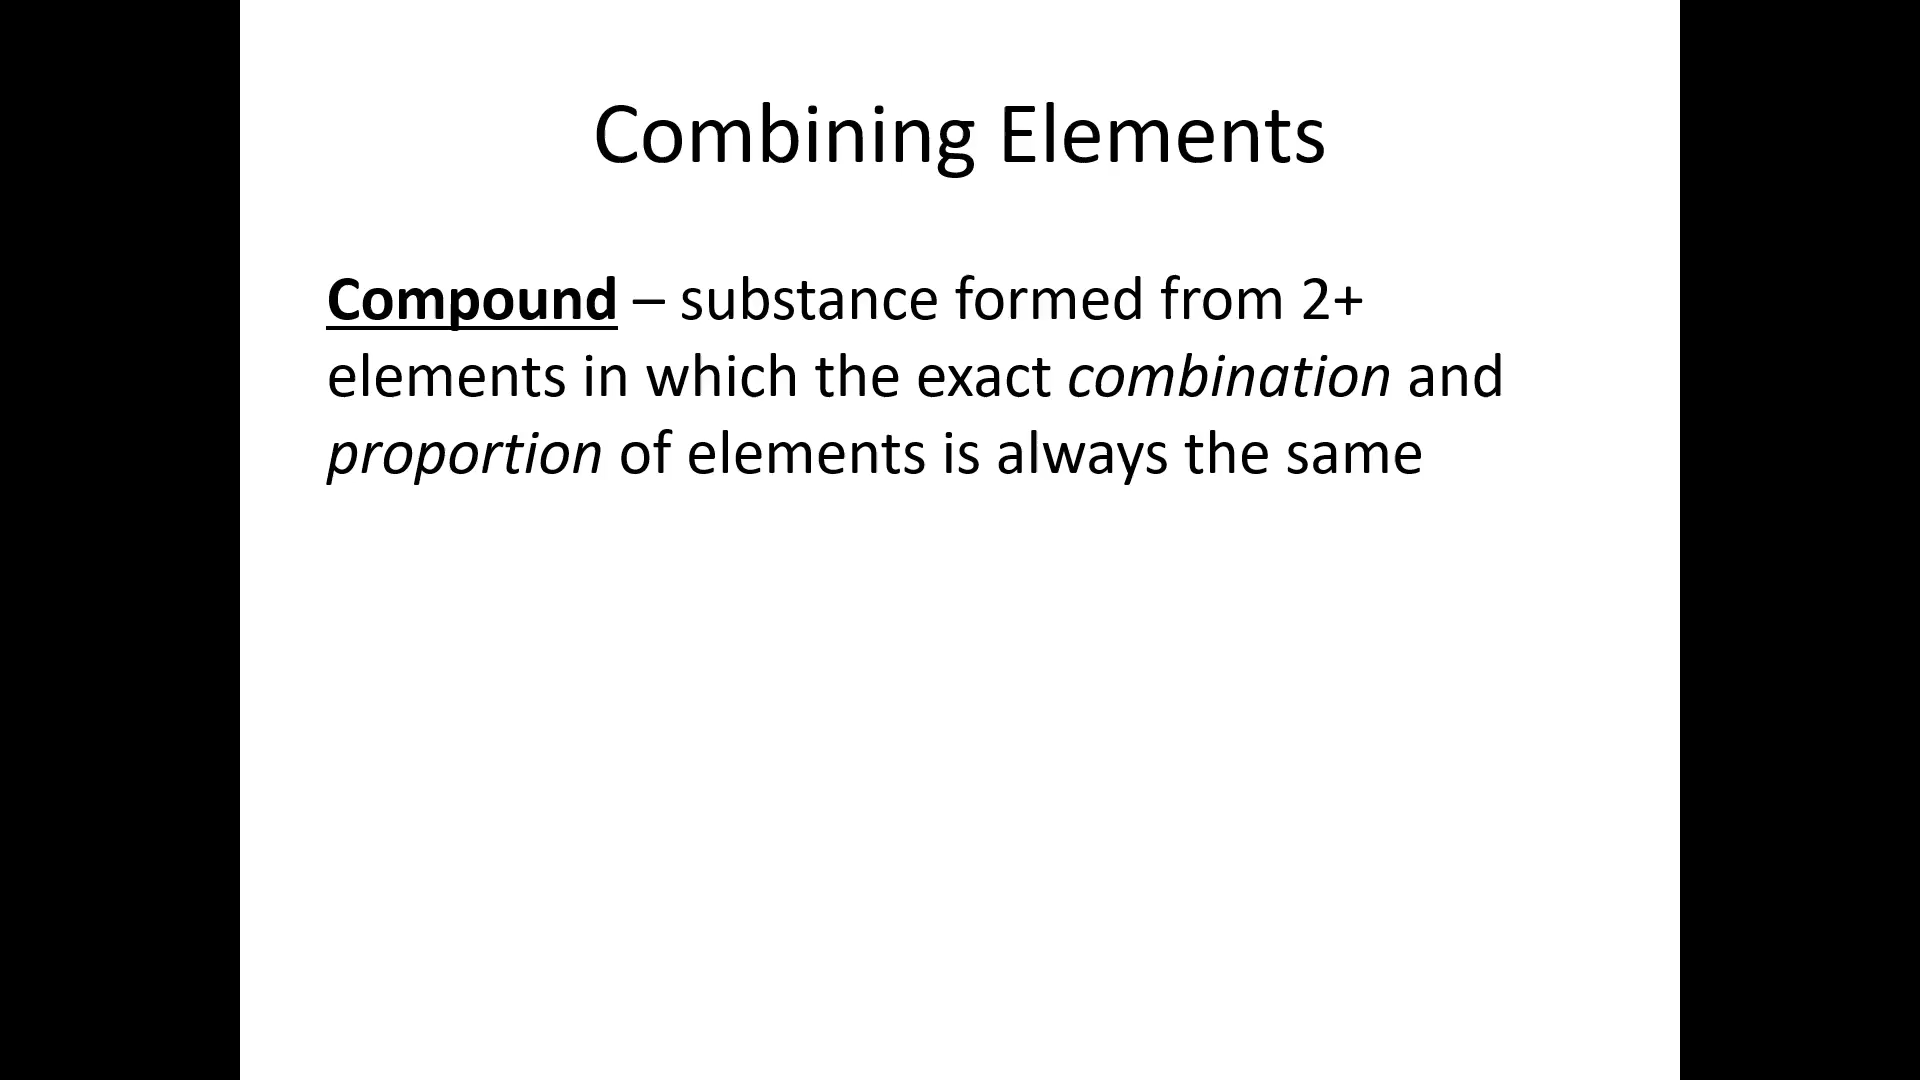 Combining Elements
Compound – substance formed from 2+
elements in which the exact combination and
proportion of elements is always the same